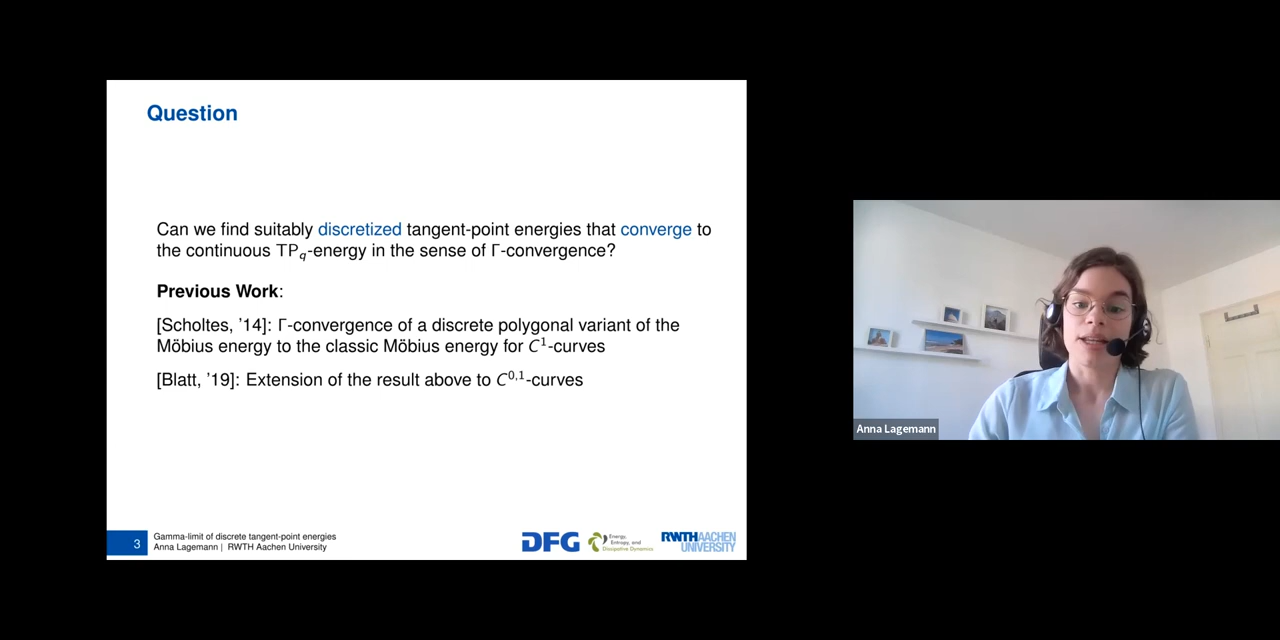 Question
Can we find suitably discretized tangent-point energies that converge to
the continuous TP_q-energy in the sense of Γ-convergence?
Previous Work:
[Scholtes, ’14]: Γ-convergence of a discrete polygonal variant of the
Möbius energy to the classic Möbius energy for C^1-curves
[Blatt, ’19]: Extension of the result above to C^{0,1}-curves
3
Gamma-limit of discrete tangent-point energies
Anna Lagemann | RWTH Aachen University
DFG
Energy,
Entropy, and
Dissipative Dynamics
RWTHAACHEN
UNIVERSITY
Anna Lagemann